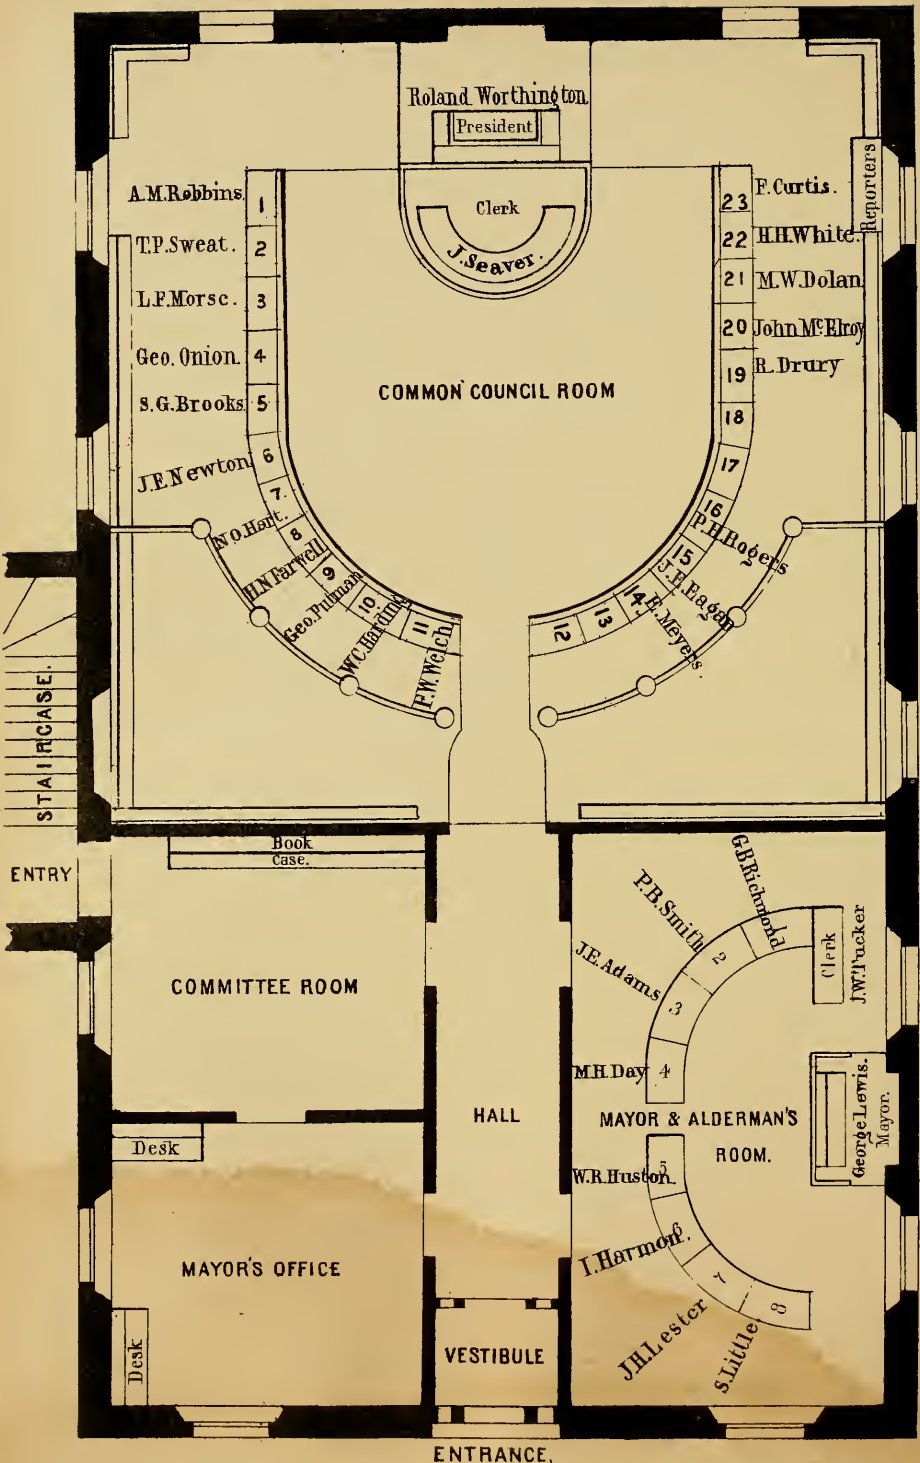 Roland Worthington
President
Clerk
J. Seaver.
Reporters
A.M. Robbins.
1
T.P. Sweat.
2
L.F. Morse.
3
Geo. Onion.
4
S.G. Brooks
5
J.F. Newton
6
7
N.O. Hart.
8
H.N. Farwell
9
Geo. Putnam
10
W.C. Harding
11
F.W. Welch
F. Curtis.
23
H.H. White.
22
M.W. Dolan
21
John McElroy
20
R. Drury
19
18
17
16
P.H. Rogers
15
J.E. Eagan
14
E. Meyers.
13
12
COMMON COUNCIL ROOM
STAIRCASE.
ENTRY
Book
Case.
COMMITTEE ROOM
HALL
Desk
MAYOR'S OFFICE
Desk
VESTIBULE
ENTRANCE.
G.B. Richmond
1
P.B. Smith
2
J.E. Adams
3
M.H. Day
4
Clerk
J.W. Tucker
MAYOR & ALDERMAN'S
ROOM.
George Lewis.
Mayor.
W.R. Huston
5
I. Harmon.
6
J.H. Lester
7
S. Little.
8